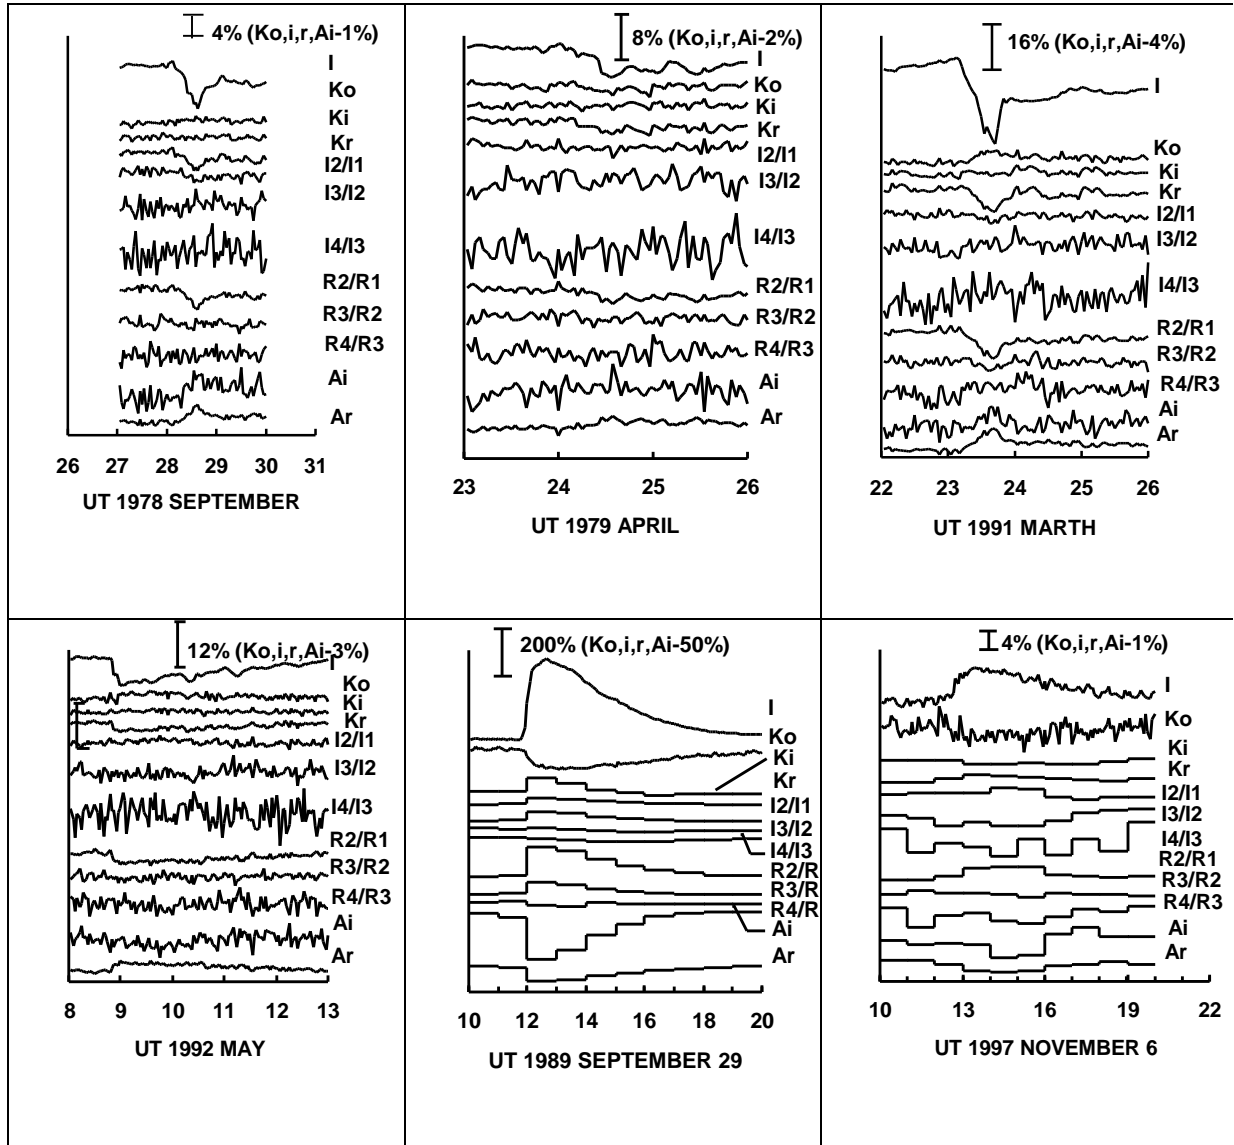 4% (Ko,i,r,Ai-1%)
I
Ko
Ki
Kr
I2/I1
I3/I2
I4/I3
R2/R1
R3/R2
R4/R3
Ai
Ar
26 27 28 29 30 31
UT 1978 SEPTEMBER
8% (Ko,i,r,Ai-2%)
I
Ko
Ki
Kr
I2/I1
I3/I2
I4/I3
R2/R1
R3/R2
R4/R3
Ai
Ar
23 24 25 26
UT 1979 APRIL
16% (Ko,i,r,Ai-4%)
I
Ko
Ki
Kr
I2/I1
I3/I2
I4/I3
R2/R1
R3/R2
R4/R3
Ai
Ar
22 23 24 25 26
UT 1991 MARTH
12% (Ko,i,r,Ai-3%)
I
Ko
Ki
Kr
I2/I1
I3/I2
I4/I3
R2/R1
R3/R2
R4/R3
Ai
Ar
8 9 10 11 12 13
UT 1992 MAY
200% (Ko,i,r,Ai-50%)
I
Ko
Ki
Kr
I2/I1
I3/I2
I4/I3
R2/R
R3/R
R4/R
Ai
Ar
10 12 14 16 18 20
UT 1989 SEPTEMBER 29
4% (Ko,i,r,Ai-1%)
I
Ko
Ki
Kr
I2/I1
I3/I2
I4/I3
R2/R1
R3/R2
R4/R3
Ai
Ar
10 13 16 19 22
UT 1997 NOVEMBER 6